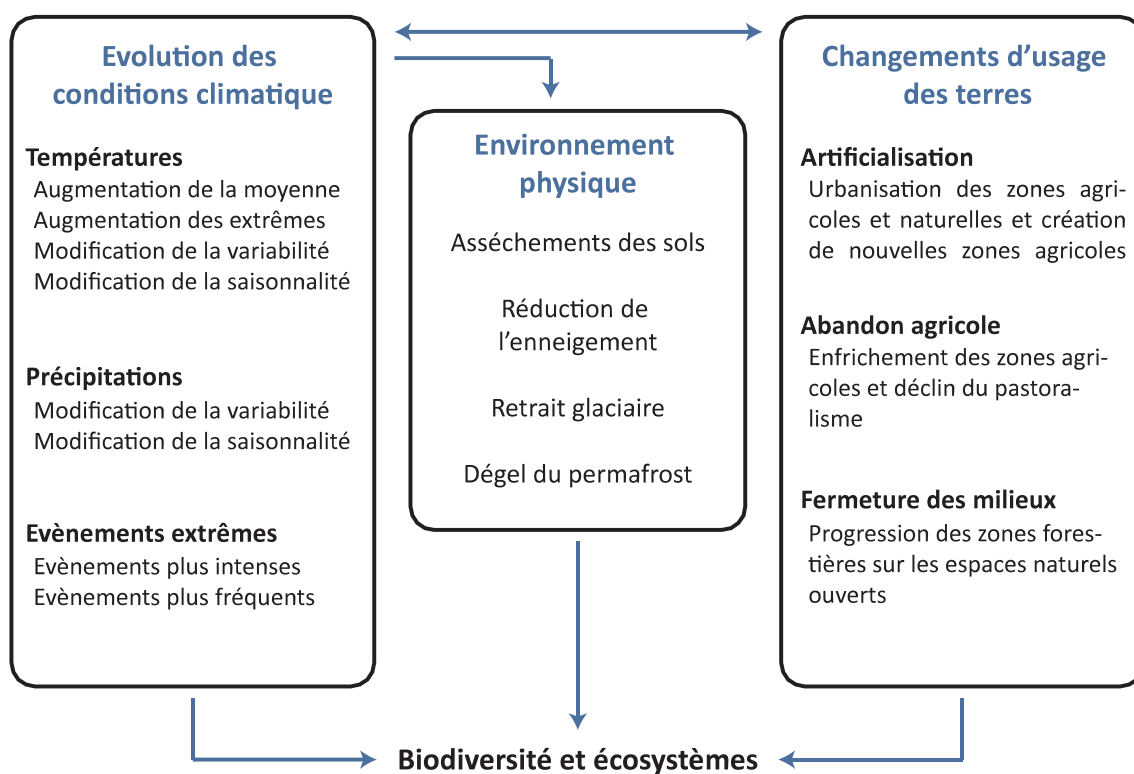 Evolution des
conditions climatique
Températures
Augmentation de la moyenne
Augmentation des extrêmes
Modification de la variabilité
Modification de la saisonnalité
Précipitations
Modification de la variabilité
Modification de la saisonnalité
Evènements extrêmes
Evènements plus intenses
Evènements plus fréquents
Environnement
physique
Asséchements des sols
Réduction de
l’enneigement
Retrait glaciaire
Dégel du permafrost
Changements d’usage
des terres
Artificialisation
Urbanisation des zones agri-
coles et naturelles et création
de nouvelles zones agricoles
Abandon agricole
Enfrichement des zones agri-
coles et déclin du pastora-
lisme
Fermeture des milieux
Progression des zones fores-
tières sur les espaces naturels
ouverts
Biodiversité et écosystèmes